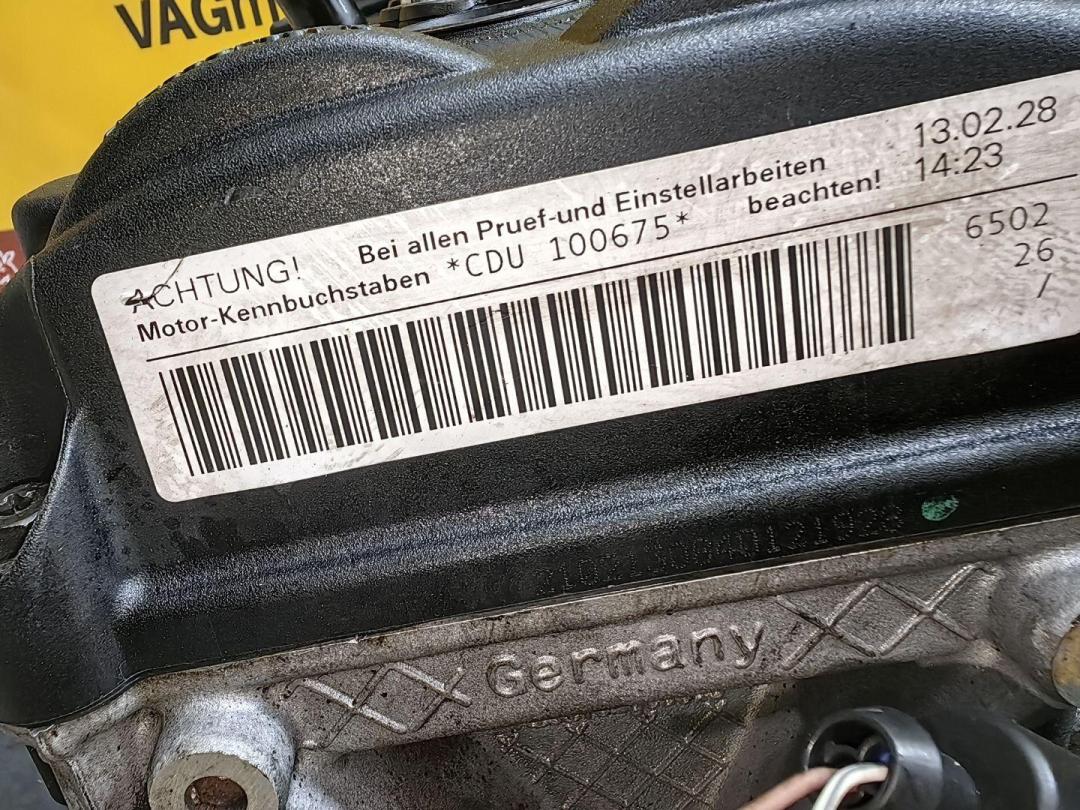 ACHTUNG! Bei allen Pruef-und Einstellarbeiten 13.02.28
Motor-Kennbuchstaben *CDU 100675* beachten! 14:23
6502
26
/
Germany